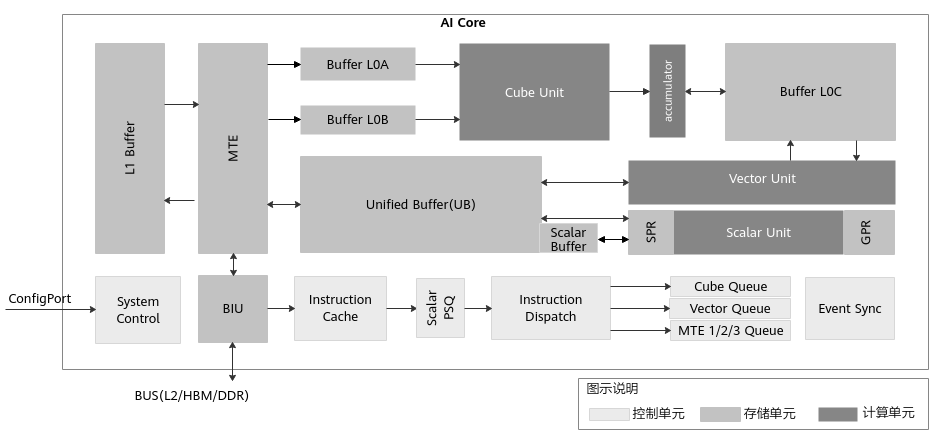 AI Core
L1 Buffer
MTE
Buffer L0A
Buffer L0B
Cube Unit
accumulator
Buffer L0C
Unified Buffer(UB)
Vector Unit
Scalar
Buffer
SPR
Scalar Unit
GPR
ConfigPort
System
Control
BIU
Instruction
Cache
Scalar
PSQ
Instruction
Dispatch
Cube Queue
Vector Queue
MTE 1/2/3 Queue
Event Sync
BUS(L2/HBM/DDR)
图示说明
控制单元
存储单元
计算单元